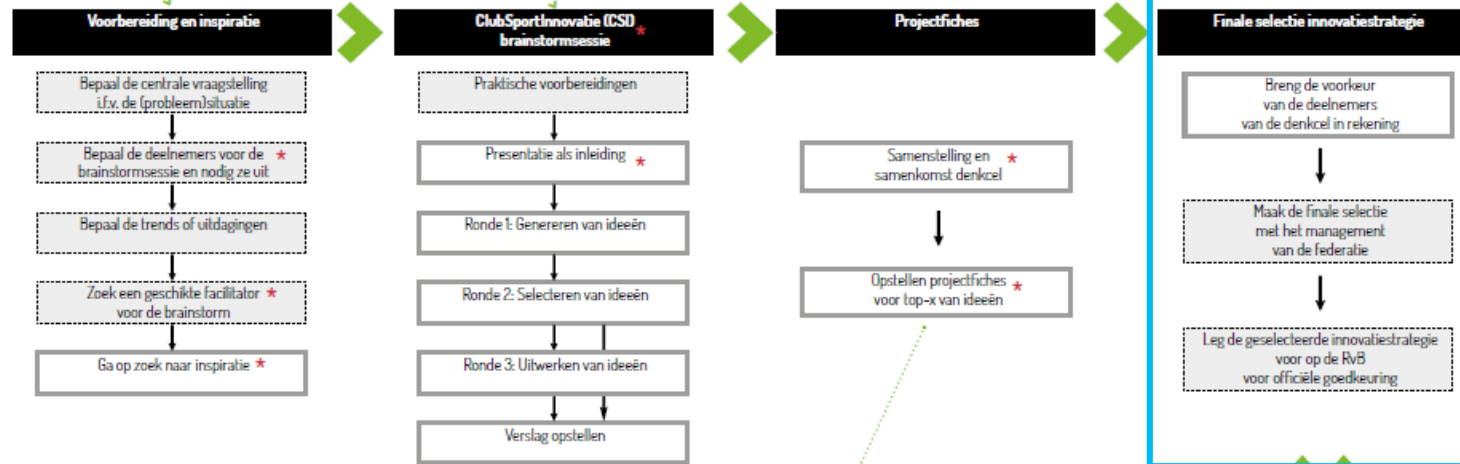 Voorbereiding en inspiratie
Bepaal de centrale vraagstelling
i.f.v. de (probleem)situatie
Bepaal de deelnemers voor de *
brainstormsessie en nodig ze uit
Bepaal de trends of uitdagingen
Zoek een geschikte facilitator *
voor de brainstorm
Ga op zoek naar inspiratie *
ClubSportInnovatie (CSI) *
brainstormsessie
Praktische voorbereidingen
Presentatie als inleiding *
Ronde 1: Genereren van ideeën
Ronde 2: Selecteren van ideeën
Ronde 3: Uitwerken van ideeën
Verslag opstellen
Projectfiches
Samenstelling en *
samenkomst denkcel
Opstellen projectfiches *
voor top-x van ideeën
Finale selectie innovatiestrategie
Breng de voorkeur
van de deelnemers
van de denkcel in rekening
Maak de finale selectie
met het management
van de federatie
Leg de geselecteerde innovatiestrategie
voor op de RvB
voor officiële goedkeuring